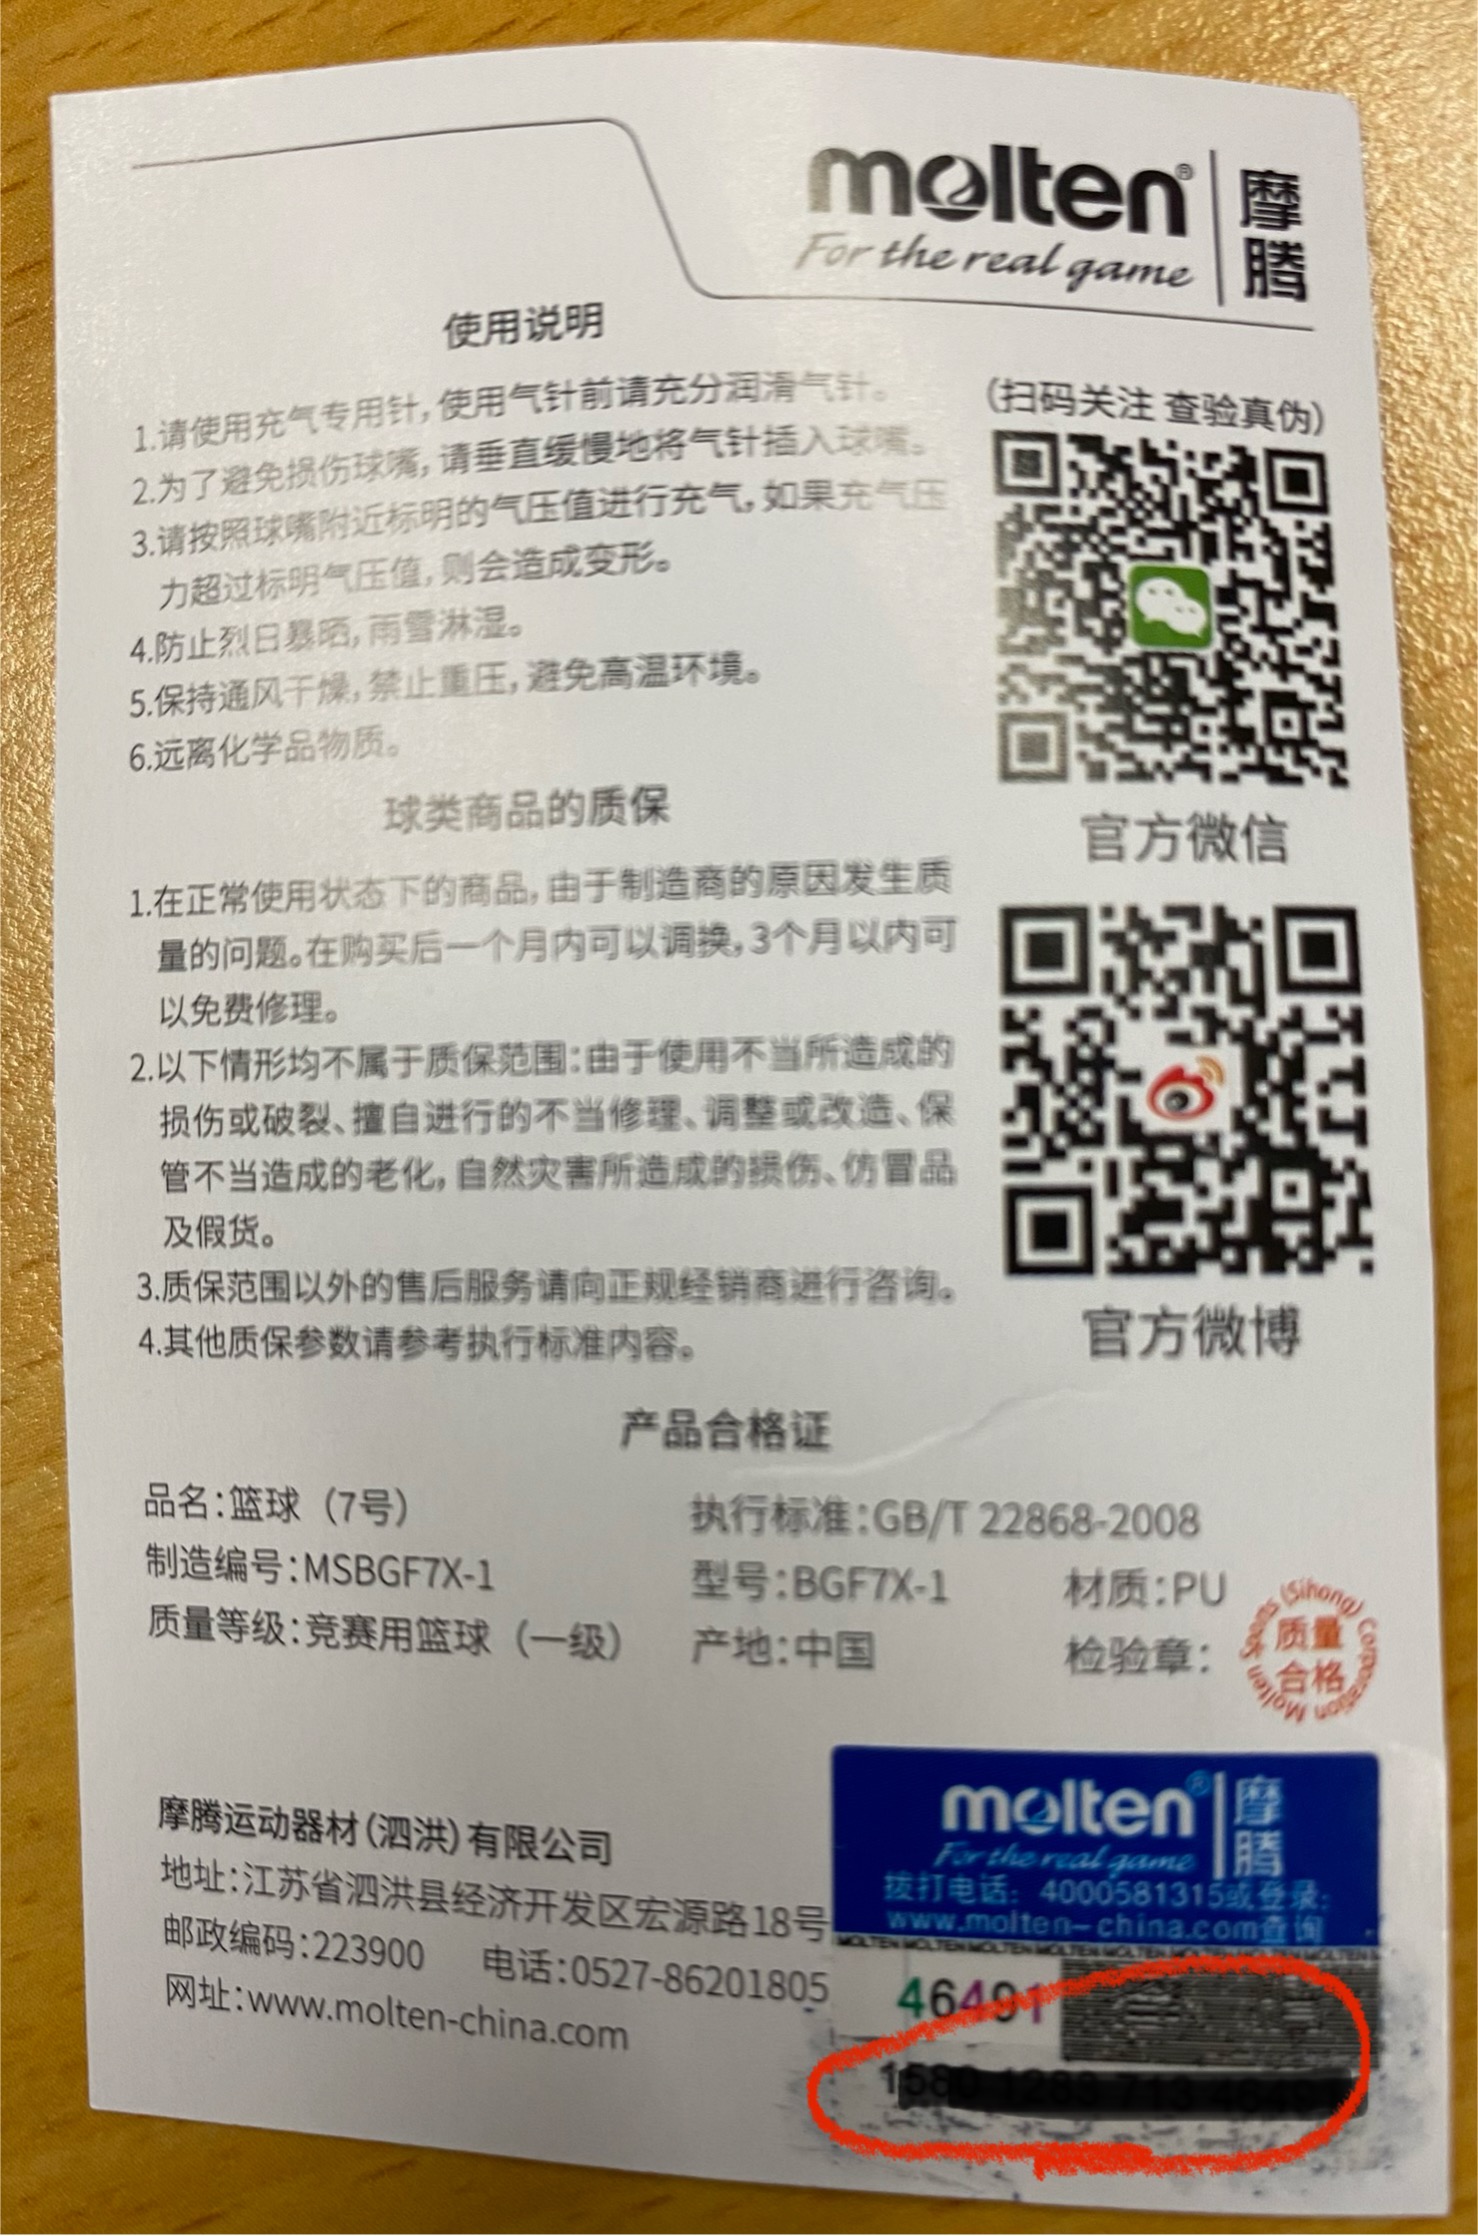 molten® 摩腾
For the real game
使用说明
1.请使用充气专用针,使用气针前请充分润滑气针。
2.为了避免损伤球嘴,请垂直缓慢地将气针插入球嘴。
3.请按照球嘴附近标明的气压值进行充气,如果充气压
力超过标明气压值,则会造成变形。
4.防止烈日暴晒,雨雪淋湿。
5.保持通风干燥,禁止重压,避免高温环境。
6.远离化学品物质。
(扫码关注 查验真伪)
官方微信
球类商品的质保
1.在正常使用状态下的商品,由于制造商的原因发生质
量的问题。在购买后一个月内可以调换,3个月以内可
以免费修理。
2.以下情形均不属于质保范围:由于使用不当所造成的
损伤或破裂、擅自进行的不当修理、调整或改造、保
管不当造成的老化,自然灾害所造成的损伤、仿冒品
及假货。
3.质保范围以外的售后服务请向正规经销商进行咨询。
4.其他质保参数请参考执行标准内容。
官方微博
产品合格证
品名:篮球（7号）
执行标准:GB/T 22868-2008
制造编号:MSBGF7X-1
型号:BGF7X-1
材质:PU
质量等级:竞赛用篮球（一级）
产地:中国
检验章:
质量
合格
Molten Sports (Sihong) Corporation
摩腾运动器材(泗洪)有限公司
地址:江苏省泗洪县经济开发区宏源路18号
邮政编码:223900 电话:0527-86201805
网址:www.molten-china.com
molten® 摩腾
For the real game
拨打电话: 4000581315或登录:
www.molten-china.com查询
MOLTEN MOLTEN MOLTEN MOLTEN MOLTEN MOLTEN MOLTEN MOLTEN
46491